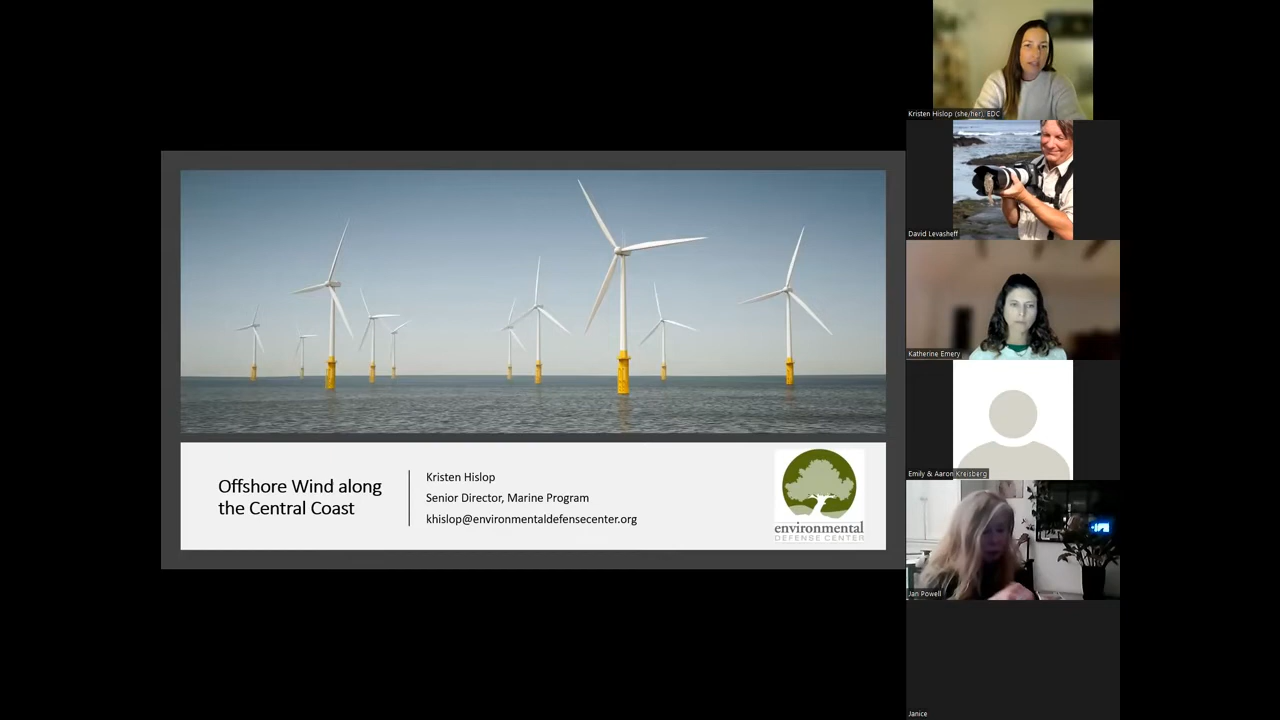 Offshore Wind along
the Central Coast
Kristen Hislop
Senior Director, Marine Program
khislop@environmentaldefensecenter.org
environmental
DEFENSE CENTER
Kristen Hislop (she/her), EDC
David Levasheff
Katherine Emery
Emily & Aaron Kreisberg
Jan Powell
Janice